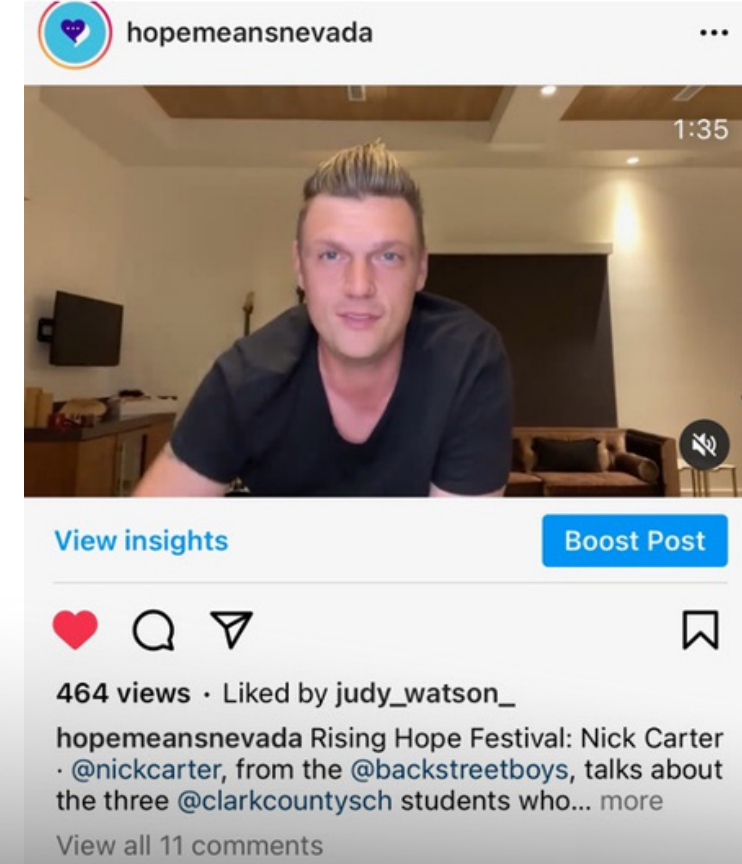 hopemeansnevada
1:35
View insights
Boost Post
464 views · Liked by judy_watson_
hopemeansnevada Rising Hope Festival: Nick Carter
· @nickcarter, from the @backstreetboys, talks about
the three @clarkcountysch students who... more
View all 11 comments